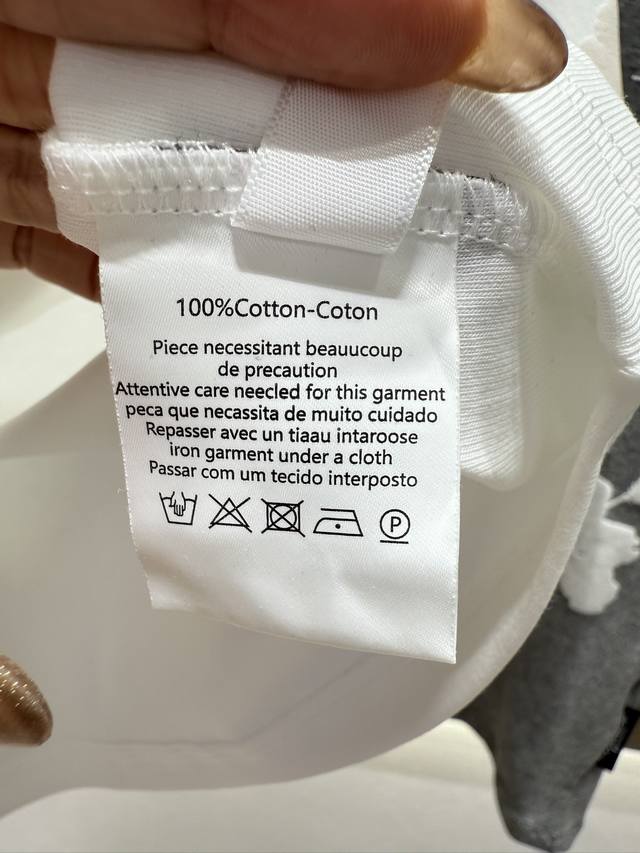 100%Cotton-Coton
Piece necessitant beauucoup
de precaution
Attentive care neecled for this garment
peca que necassita de muito cuidado
Repasser avec un tiaau intaroose
iron garment under a cloth
Passar com um tecido interposto
P